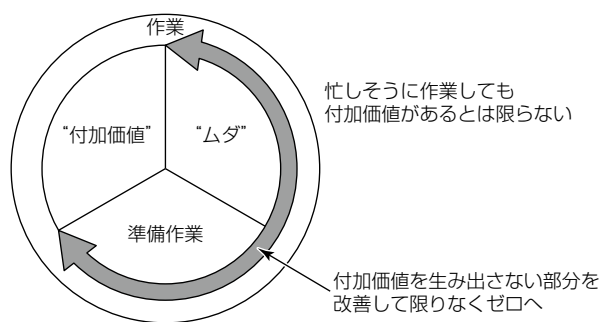 作業
“付加価値”
“ムダ”
準備作業
忙しそうに作業しても
付加価値があるとは限らない
付加価値を生み出さない部分を
改善して限りなくゼロへ